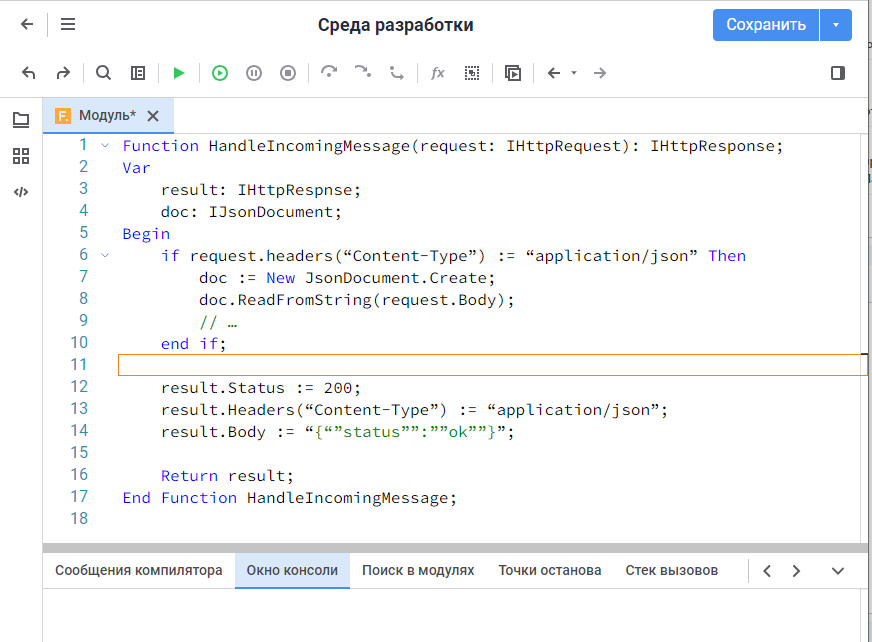 Среда разработки
Сохранить
fx
F. Модуль*
1 Function HandleIncomingMessage(request: IHttpRequest): IHttpResponse;
2 Var
3 result: IHttpRespnse;
4 doc: IJsonDocument;
5 Begin
6 if request.headers(“Content-Type”) := “application/json” Then
7 doc := New JsonDocument.Create;
8 doc.ReadFromString(request.Body);
9 // …
10 end if;
11
12 result.Status := 200;
13 result.Headers(“Content-Type”) := “application/json”;
14 result.Body := “{“”status””:””ok””}”;
15
16 Return result;
17 End Function HandleIncomingMessage;
18
Сообщения компилятора Окно консоли Поиск в модулях Точки останова Стек вызовов